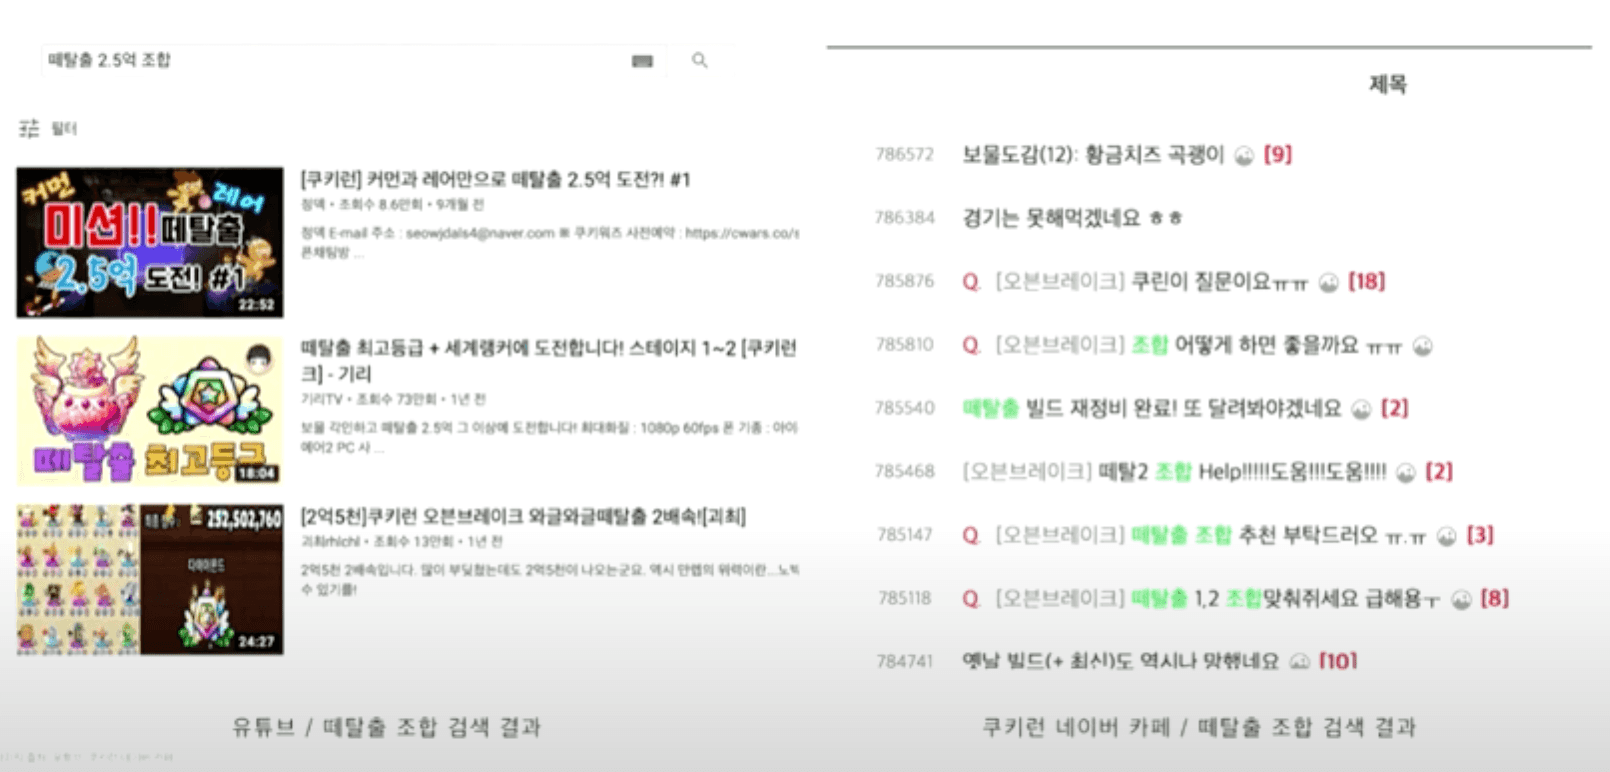 떼탈출 2.5억 조합
필터
커먼
레어
미션!!떼탈출
2.5억 도전! #1
22:52
[쿠키런] 커먼과 레어만으로 떼탈출 2.5억 도전?! #1
조회수 8.6만회 • 9개월 전
E-mail 주소 : seowjdals4@naver.com ※ 쿠키워즈 사전예약 : https://cwars.co/s
폰채팅방 ...
떼탈출 최고등급
18:04
떼탈출 최고등급 + 세계랭커에 도전합니다! 스테이지 1~2 [쿠키런
크] - 기리
기리TV • 조회수 73만회 • 1년 전
보물 각인하고 떼탈출 2.5억 그 이상에 도전합니다! 최대화질 : 1080p 60fps 폰 기종 : 아이
에어2 PC 사 ...
252,502,760
다이아몬드
24:27
[2억5천]쿠키런 오븐브레이크 와글와글떼탈출 2배속![괴최]
괴최rhlchl • 조회수 13만회 • 1년 전
2억5천 2배속입니다. 많이 부딪혔는데도 2억5천이 나오는군요. 역시 만렙의 위력이란...노빅
수 있기를!
유튜브 / 떼탈출 조합 검색 결과
제목
786572 보물도감(12): 황금치즈 곡괭이 [9]
786384 경기는 못해먹겠네요 ㅎㅎ
785876 Q. [오븐브레이크] 쿠린이 질문이요ㅠㅠ [18]
785810 Q. [오븐브레이크] 조합 어떻게 하면 좋을까요 ㅠㅠ
785540 떼탈출 빌드 재정비 완료! 또 달려봐야겠네요 [2]
785468 [오븐브레이크] 떼탈2 조합 Help!!!!!도움!!!도움!!!! [2]
785147 Q. [오븐브레이크] 떼탈출 조합 추천 부탁드러오 ㅠ.ㅠ [3]
785118 Q. [오븐브레이크] 떼탈출 1,2 조합맞춰줘세요 급해용ㅜ [8]
784741 옛날 빌드(+ 최신)도 역시나 망했네요 [10]
쿠키런 네이버 카페 / 떼탈출 조합 검색 결과